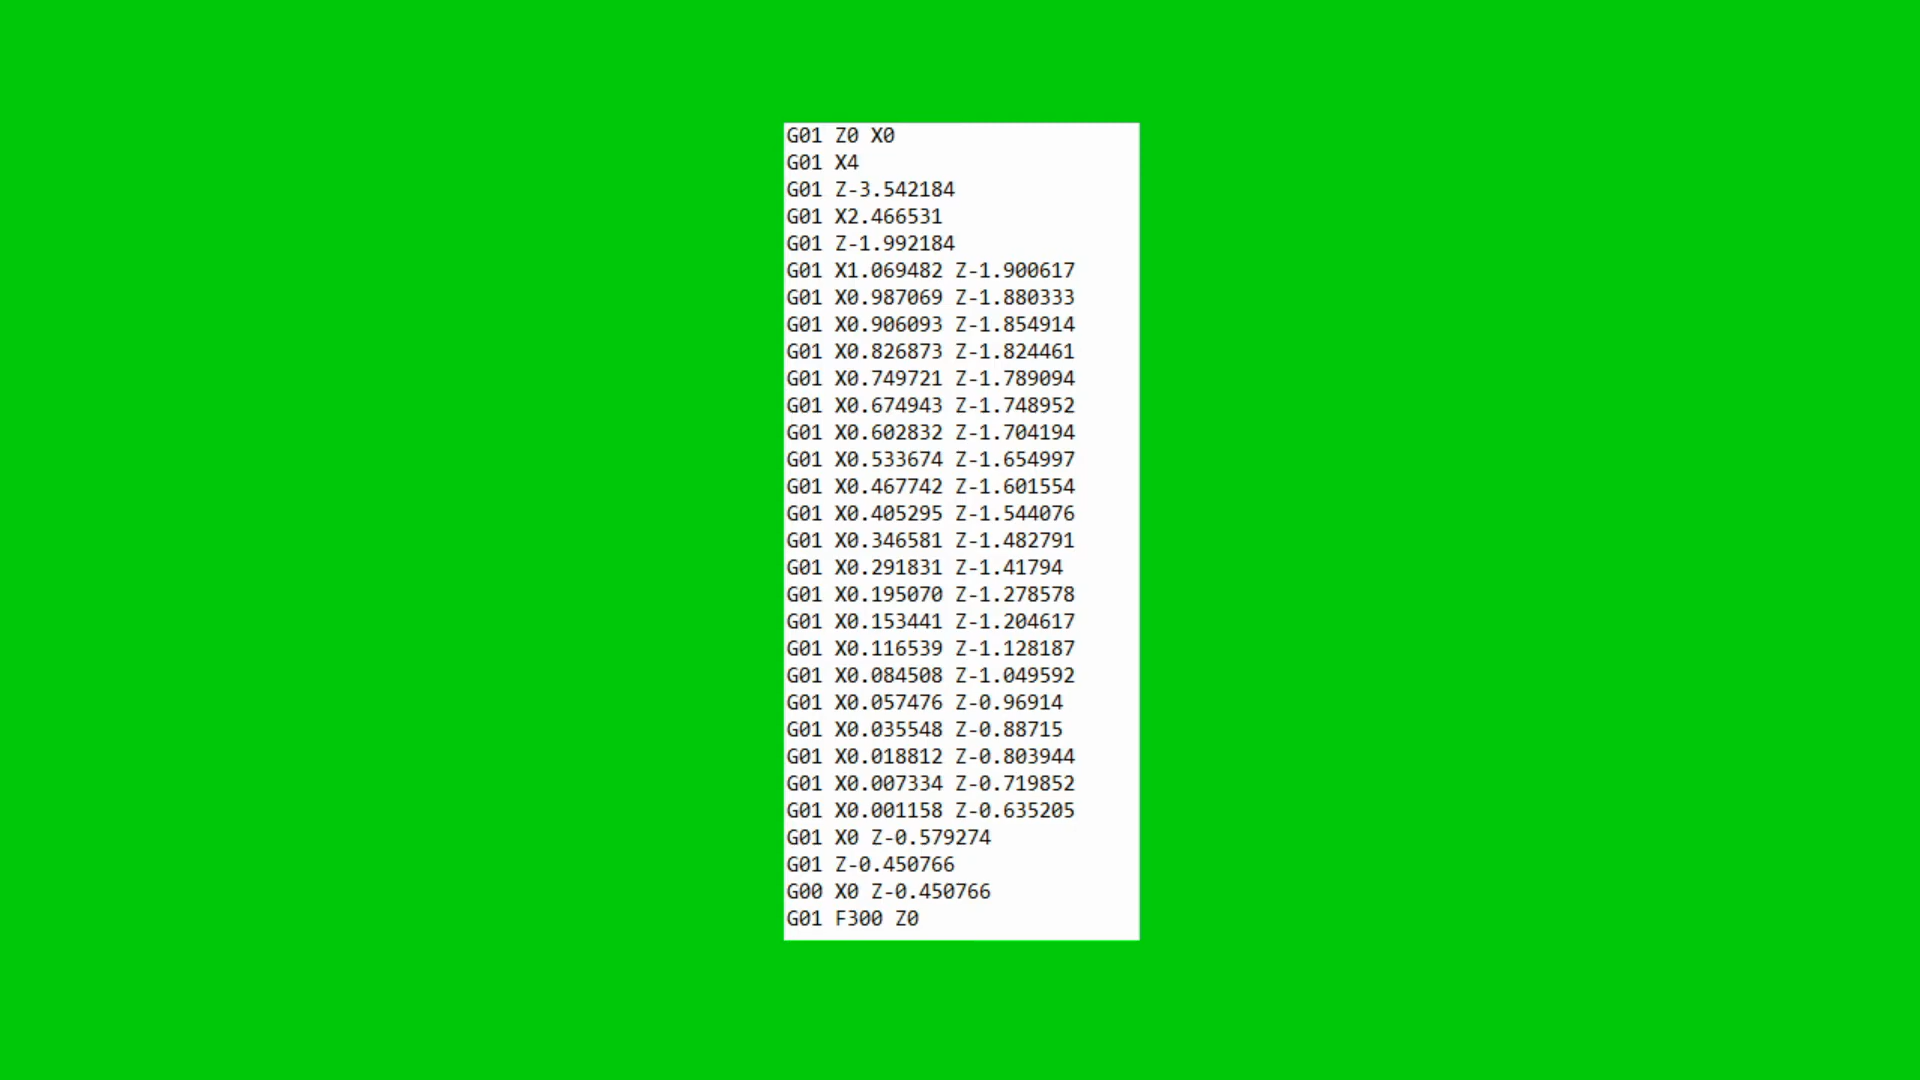 G01 Z0 X0
G01 X4
G01 Z-3.542184
G01 X2.466531
G01 Z-1.992184
G01 X1.069482 Z-1.900617
G01 X0.987069 Z-1.880333
G01 X0.906093 Z-1.854914
G01 X0.826873 Z-1.824461
G01 X0.749721 Z-1.789094
G01 X0.674943 Z-1.748952
G01 X0.602832 Z-1.704194
G01 X0.533674 Z-1.654997
G01 X0.467742 Z-1.601554
G01 X0.405295 Z-1.544076
G01 X0.346581 Z-1.482791
G01 X0.291831 Z-1.41794
G01 X0.195070 Z-1.278578
G01 X0.153441 Z-1.204617
G01 X0.116539 Z-1.128187
G01 X0.084508 Z-1.049592
G01 X0.057476 Z-0.96914
G01 X0.035548 Z-0.88715
G01 X0.018812 Z-0.803944
G01 X0.007334 Z-0.719852
G01 X0.001158 Z-0.635205
G01 X0 Z-0.579274
G01 Z-0.450766
G00 X0 Z-0.450766
G01 F300 Z0